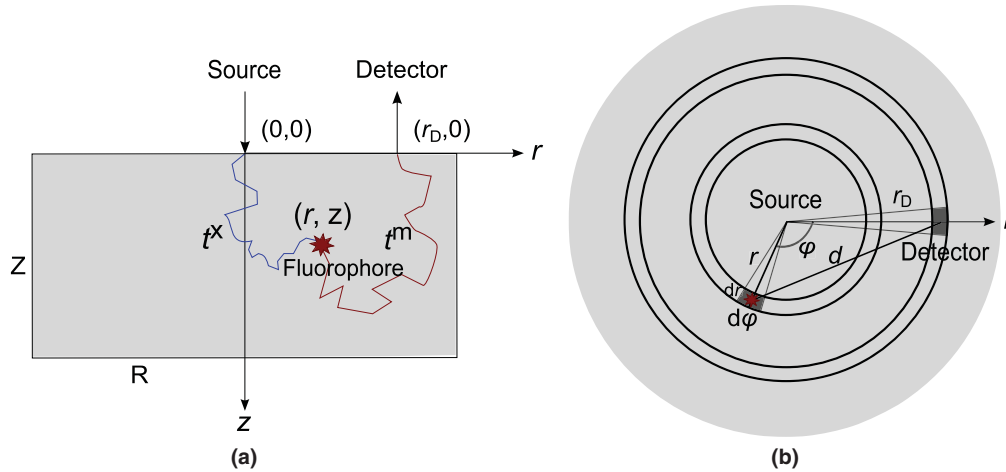 Source
Detector
(0,0)
(r_D,0)
r
(r, z)
t^x
t^m
Fluorophore
Z
R
z
(a)
Source
r_D
r
Detector
r
φ
d
dr
dφ
(b)